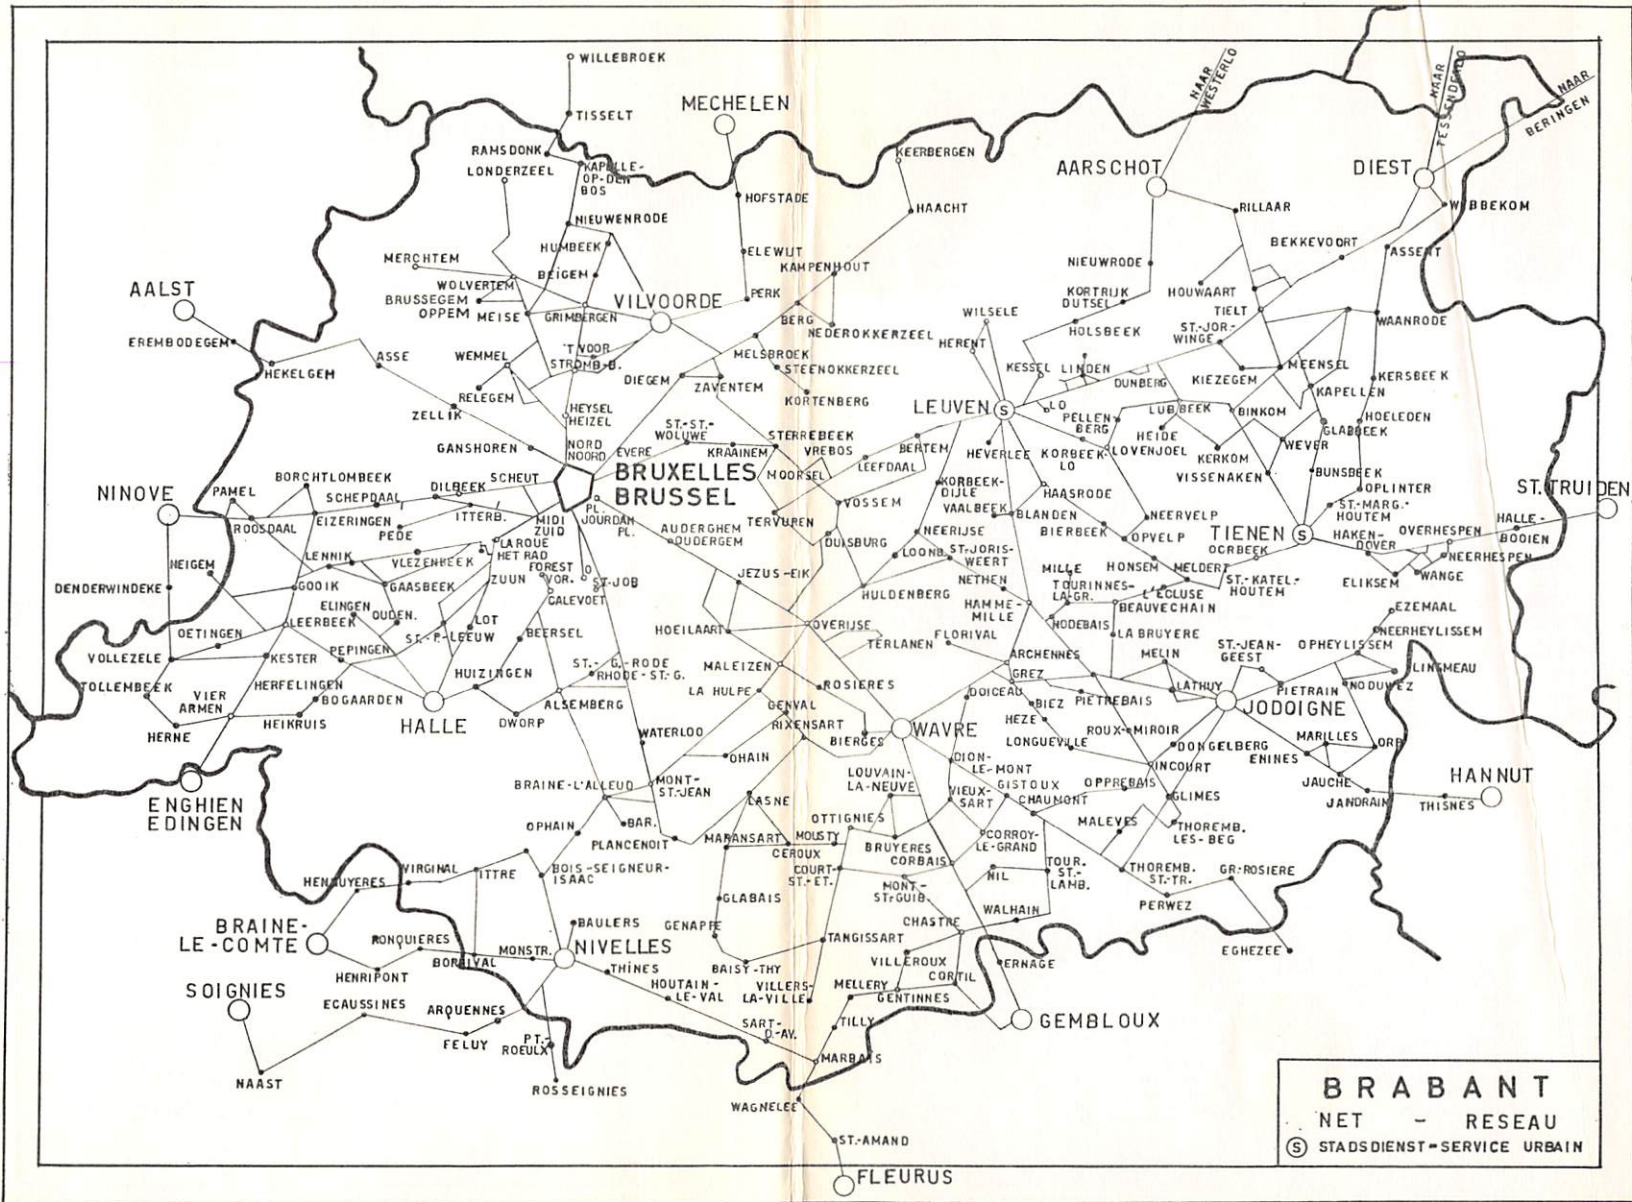 WILLEBROEK
TISSELT
MECHELEN
NAAR
WESTERLO
NAAR
TESSENDERLO
NAAR
BERINGEN
RAMSDONK
LONDERZEEL
KAPELLE-
OP-DEN
BOS
KEERBERGEN
AARSCHOT
DIEST
HOFSTADE
HAACHT
RILLAAR
WEBBEKOM
NIEUWENRODE
HUMBEEK
BEKKEVOORT
ASSENT
MERCHTEM
ELEWIJT
KAMPENHOUT
NIEUWRODE
WOLVERTEM
BEIGEM
AALST
BRUSSEGEM
OPPEM
MEISE
GRIMBERGEN
VILVOORDE
PERK
BERG
NEDEROKKERZEEL
KORTRIJK
DUTSEL
HOUWAART
TIELT
WAANRODE
EREMBODEGEM
WILSELE
HERENT
HOLSBEEK
ST.-JOR.-
WINGE
HEKELGEM
ASSE
WEMMEL
'T VOOR
STROMB.-B.
MELSBROEK
STEENOKKERZEEL
DIEGEM
ZAVENTEM
KORTENBERG
KESSEL
LINDEN
DUNBERG
KIEZEGEM
MEENSEL
KAPELLEN
KERSBEEK
RELEGEM
ZELLIK
HEYSEL
HEIZEL
LEUVEN
S
LO
PELLEN-
BERG
LUBBEEK
BINKOM
HOELEDEN
GLABBEEK
GANSHOREN
NORD
NOORD
EVERE
ST.-ST.-
WOLUWE
KRAAINEM
STERREBEEK
VREBOS
MOORSEL
BERTEM
LEEFDAAL
HEVERLEE
KORBEEK-
LO
HEIDE
LOVENJOEL
KERKOM
WEVER
VISSENAKEN
BUNSBEEK
OPLINTER
BRUXELLES
BRUSSEL
NINOVE
PAMEL
BORCHTLOMBEEK
SCHEPDAAL
DILBEEK
SCHEUT
ITTERB.
ROOSDAAL
EIZERINGEN
PEDE
MIDI
ZUID
PL.
JOURDAN
PL.
TERVUREN
VOSSEM
KORBEEK-
DIJLE
VAALBEEK
HAASRODE
BLANDEN
BIERBEEK
NEERVELP
OPVELP
TIENEN
S
ST.-MARG.-
HOUTEM
ST.TRUIDEN
HALLE-
BOOIEN
OVERHESPEN
HAKEN-
DOVER
NEERHESPEN
WANGE
ELIKSEM
AUDERGHEM
OUDERGEM
DUISBURG
NEERIJSE
LOONB.
ST-JORIS-
WEERT
LENNIK
VLEZENBEEK
LA ROUE
HET RAD
FOREST
VOR.
ST.-JOB
ZUUN
CALEVOET
JEZUS-EIK
HULDENBERG
NETHEN
HAMME-
MILLE
MILLE
TOURINNES-
LA-GR.
HONSEM
MELDERT
OORBEEK
ST.-KATEL.-
HOUTEM
L'ECLUSE
BEAUVECHAIN
NEIGEM
DENDERWINDEKE
GOOIK
GAASBEEK
ELINGEN
OUDEN.
LEERBEEK
ST.-P.-LEEUW
LOT
BEERSEL
HOEILAART
OVERIJSE
TERLANEN
FLORIVAL
HODEBAIS
LA BRUYERE
EZEMAAL
NEERHEYLISSEM
OPHEYLISSEM
OETINGEN
VOLLEZELE
KESTER
PEPINGEN
HUIZINGEN
ST.-G.-RODE
RHODE-ST.-G.
MALEIZEN
ARCHENNES
GREZ
MELIN
ST.-JEAN-
GEEST
LINSMEAU
TOLLEMBEEK
VIER
ARMEN
HERFELINGEN
BOGAARDEN
HEIKRUIS
HERNE
HALLE
DWORP
ALSEMBERG
LA HULPE
ROSIERES
GENVAL
RIXENSART
DOICEAU
BIEZ
HEZE
PIETREBAIS
LATHUY
PIETRAIN
NODUWEZ
JODOIGNE
WATERLOO
BIERGES
WAVRE
LONGUEVILLE
ROUX-MIROIR
DONGELBERG
MARILLES
ENINES
ORP
OHAIN
DION-
LE-MONT
INCOURT
JAUCHE
JANDRAIN
HANNUT
THISNES
ENGHIEN
EDINGEN
BRAINE-L'ALLEUD
MONT-
ST.-JEAN
LOUVAIN-
LA-NEUVE
VIEUX-
SART
GISTOUX
CHAUMONT
OPPREBAIS
GLIMES
OPHAIN
BAR.
PLANCENOIT
LASNE
MARANSART
MOUSTY
CEROUX
OTTIGNIES
BRUYERES
CORBAIS
CORROY-
LE-GRAND
MALEVES
THOREMB.
LES-BEG
VIRGINAL
ITTRE
BOIS-SEIGNEUR-
ISAAC
COURT-
ST.-ET.
NIL
TOUR.
ST.-
LAMB.
THOREMB.
ST.-TR.
GR.-ROSIERE
HENNUYERES
GLABAIS
MONT-
ST-GUIB.
PERWEZ
BAULERS
GENAPPE
CHASTRE
WALHAIN
BRAINE-
LE-COMTE
RONQUIERES
MONSTR.
NIVELLES
TANGISSART
EGHEZEE
HENRIPONT
BORNIVAL
THINES
BAISY-THY
VILLEROUX
CORTIL
ERNAGE
SOIGNIES
ECAUSSINES
ARQUENNES
HOUTAIN-
LE-VAL
VILLERS-
LA-VILLE
MELLERY
GENTINNES
GEMBLOUX
FELUY
PT.-
ROEULX
SART-
D.-AV.
TILLY
NAAST
MARBAIS
ROSSEIGNIES
WAGNELEE
ST.-AMAND
FLEURUS
BRABANT
NET - RESEAU
S STADSDIENST-SERVICE URBAIN